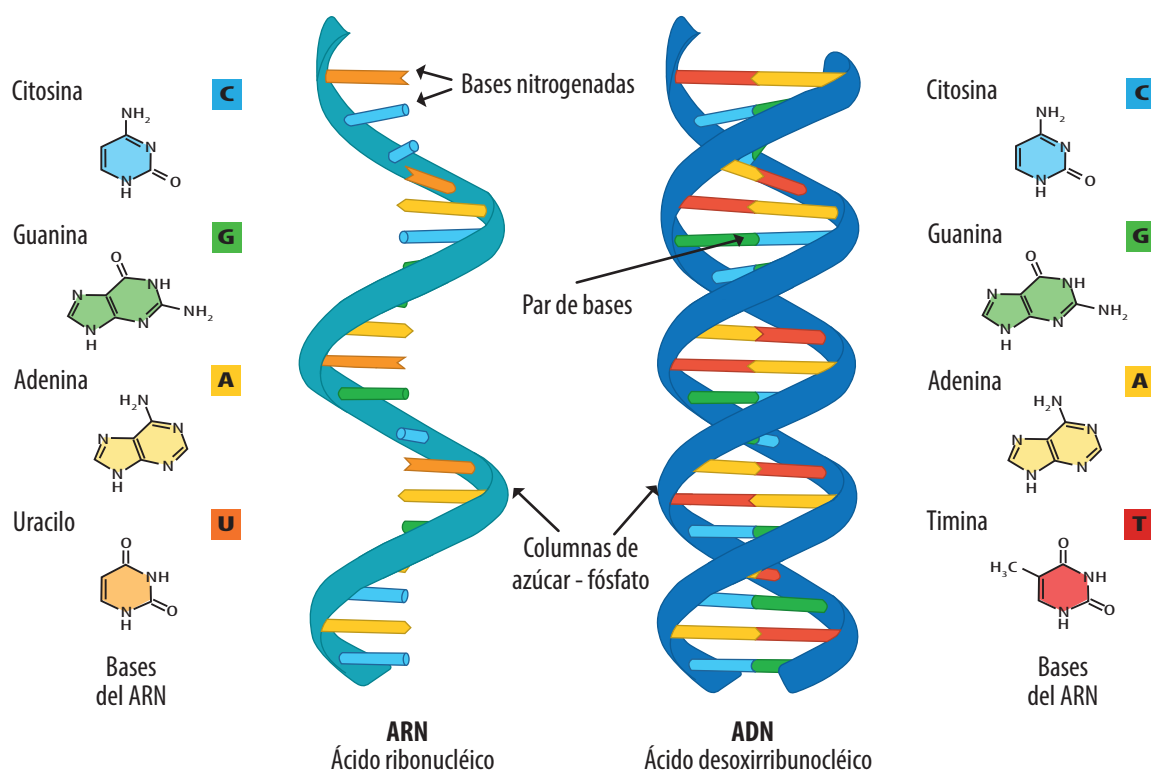 Citosina
C
NH₂
N
N
H
O
Guanina
G
O
N
NH
N
H
N
NH₂
Adenina
A
H₂N
N
N
N
H
N
Uracilo
U
O
NH
N
H
O
Bases
del ARN
Bases nitrogenadas
Par de bases
Columnas de
azúcar - fósfato
ARN
Ácido ribonucléico
ADN
Ácido desoxirribunocléico
Citosina
C
NH₂
N
N
H
O
Guanina
G
O
N
NH
N
H
N
NH₂
Adenina
A
H₂N
N
N
N
H
N
Timina
T
O
H₃C
NH
N
H
O
Bases
del ARN